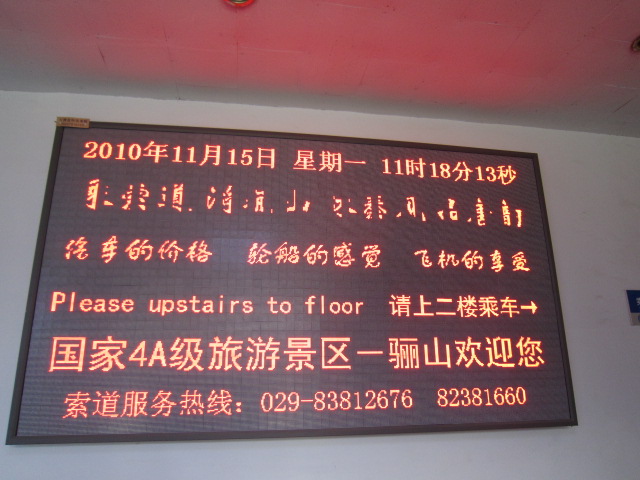 2010年11月15日 星期一 11时18分13秒
汽车的价格 轮船的感觉 飞机的享受
Please upstairs to floor 请上二楼乘车→
国家4A级旅游景区－骊山欢迎您
索道服务热线：029-83812676 82381660